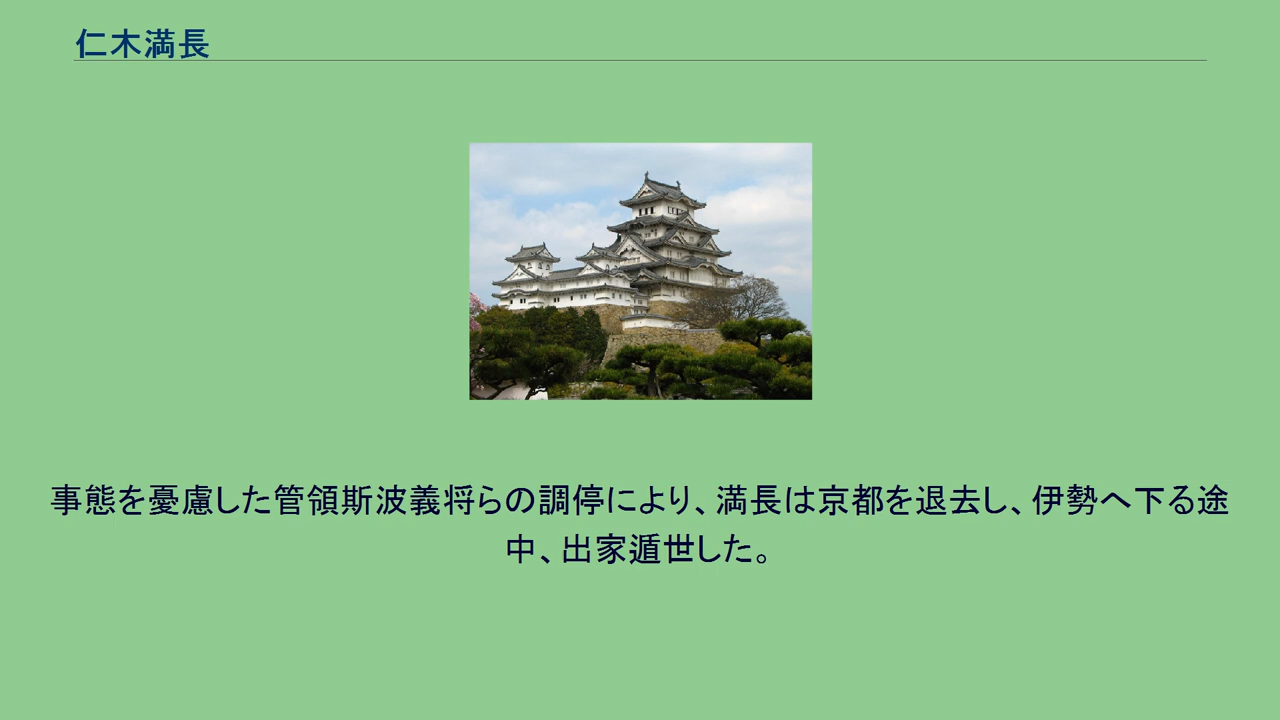 仁木満長
事態を憂慮した管領斯波義将らの調停により、満長は京都を退去し、伊勢へ下る途
中、出家遁世した。